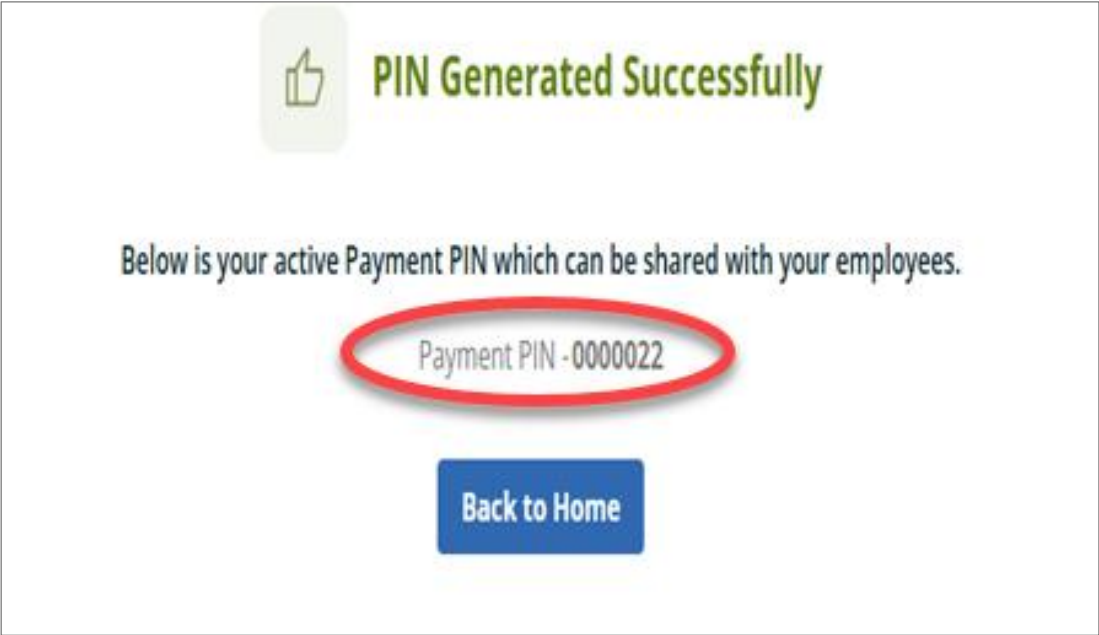 PIN Generated Successfully
Below is your active Payment PIN which can be shared with your employees.
Payment PIN - 0000022
Back to Home